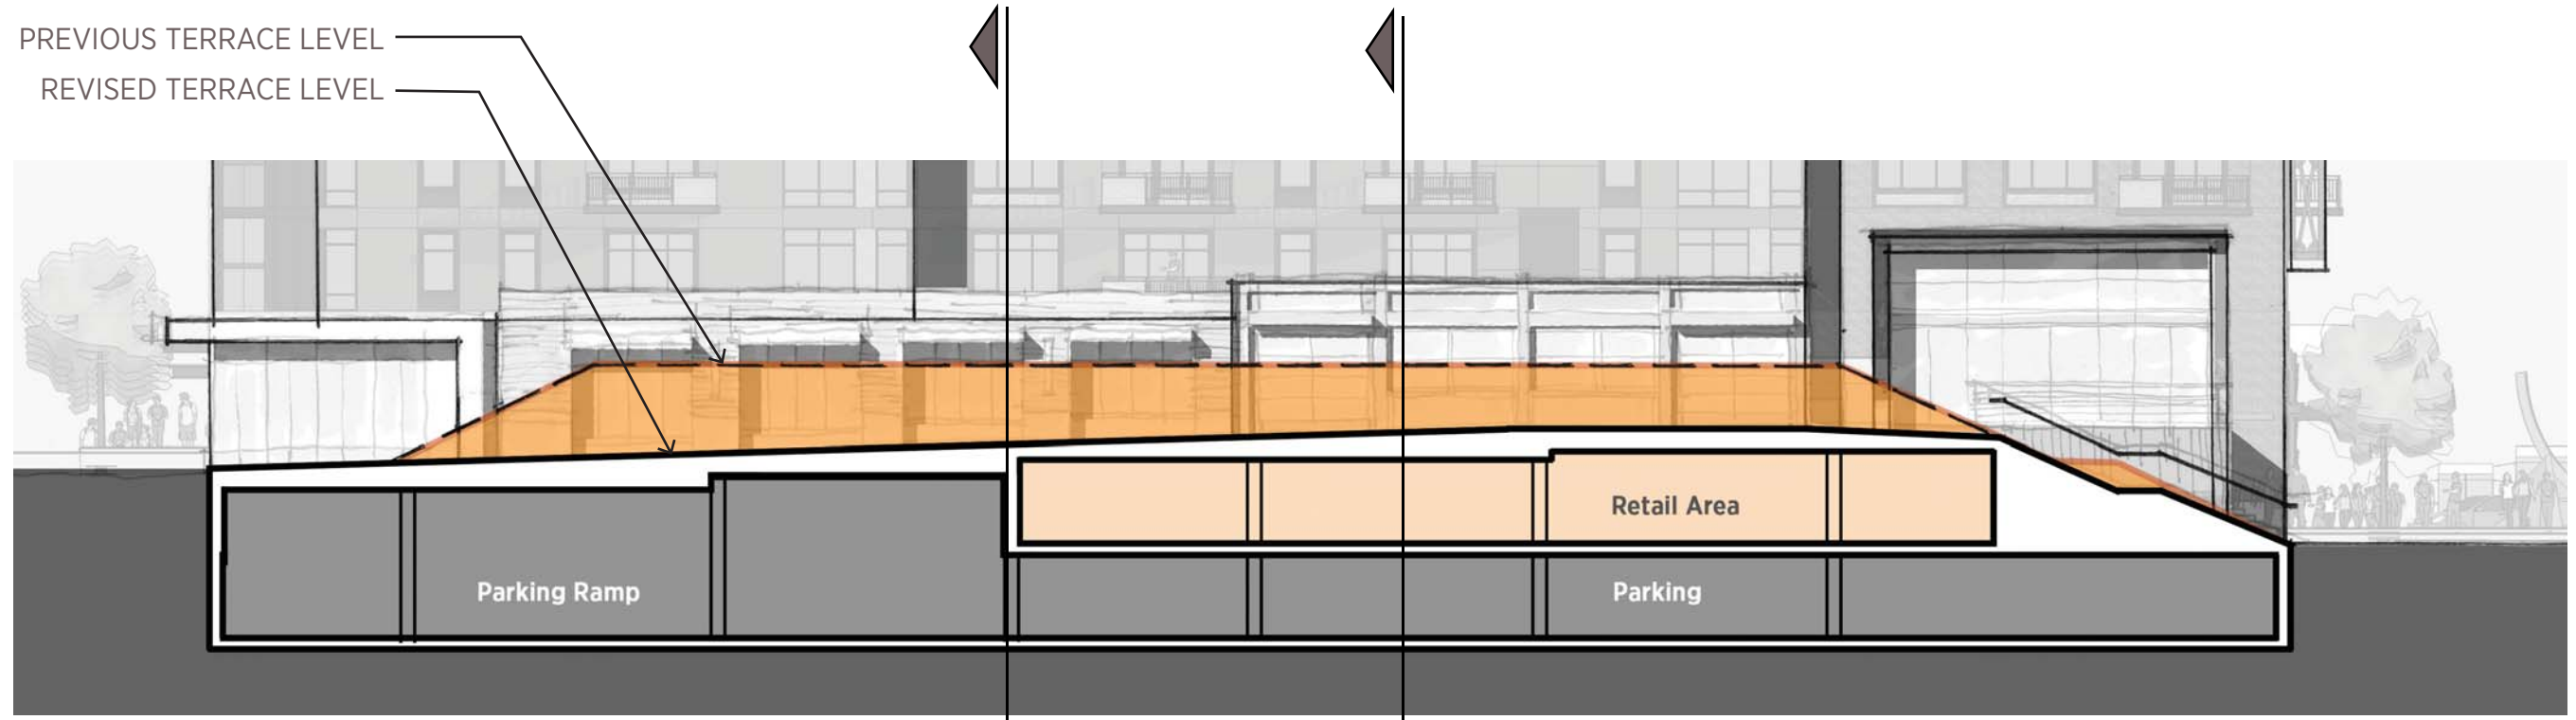 PREVIOUS TERRACE LEVEL
REVISED TERRACE LEVEL
Retail Area
Parking Ramp
Parking